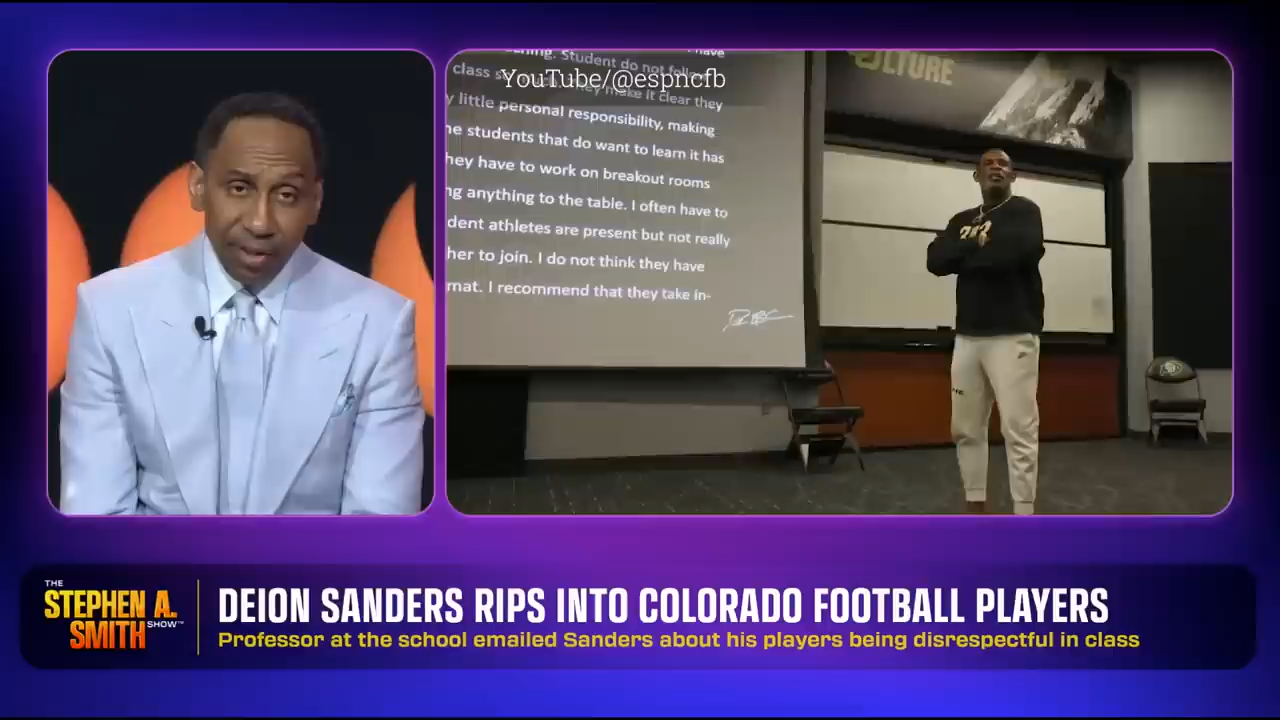 YouTube/@espncfb
have
Student do not
class
they make it clear they
little personal responsibility, making
students that do want to learn it has
hey have to work on breakout rooms
ng anything to the table. I often have to
dent athletes are present but not really
her to join. I do not think they have
mat. I recommend that they take in-
ULTURE
THE
STEPHEN A.
SMITH SHOW™
DEION SANDERS RIPS INTO COLORADO FOOTBALL PLAYERS
Professor at the school emailed Sanders about his players being disrespectful in class